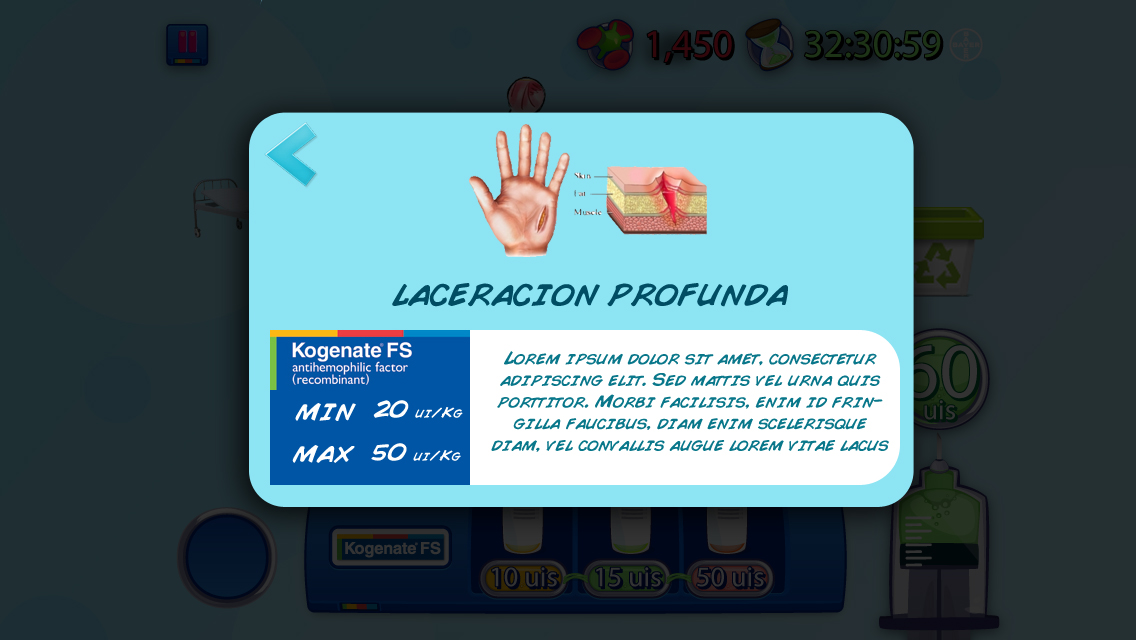 1,450
32:30:59
Skin
Fat
Muscle
LACERACION PROFUNDA
Kogenate FS
antihemophilic factor
(recombinant)
MIN 20 UI/KG
MAX 50 UI/KG
LOREM IPSUM DOLOR SIT AMET, CONSECTETUR
ADIPISCING ELIT. SED MATTIS VEL URNA QUIS
PORTTITOR. MORBI FACILISIS, ENIM ID FRIN-
GILLA FAUCIBUS, DIAM ENIM SCELERISQUE
DIAM, VEL CONVALLIS AUGUE LOREM VITAE LACUS
60
uis
Kogenate FS
10 uis
15 uis
50 uis